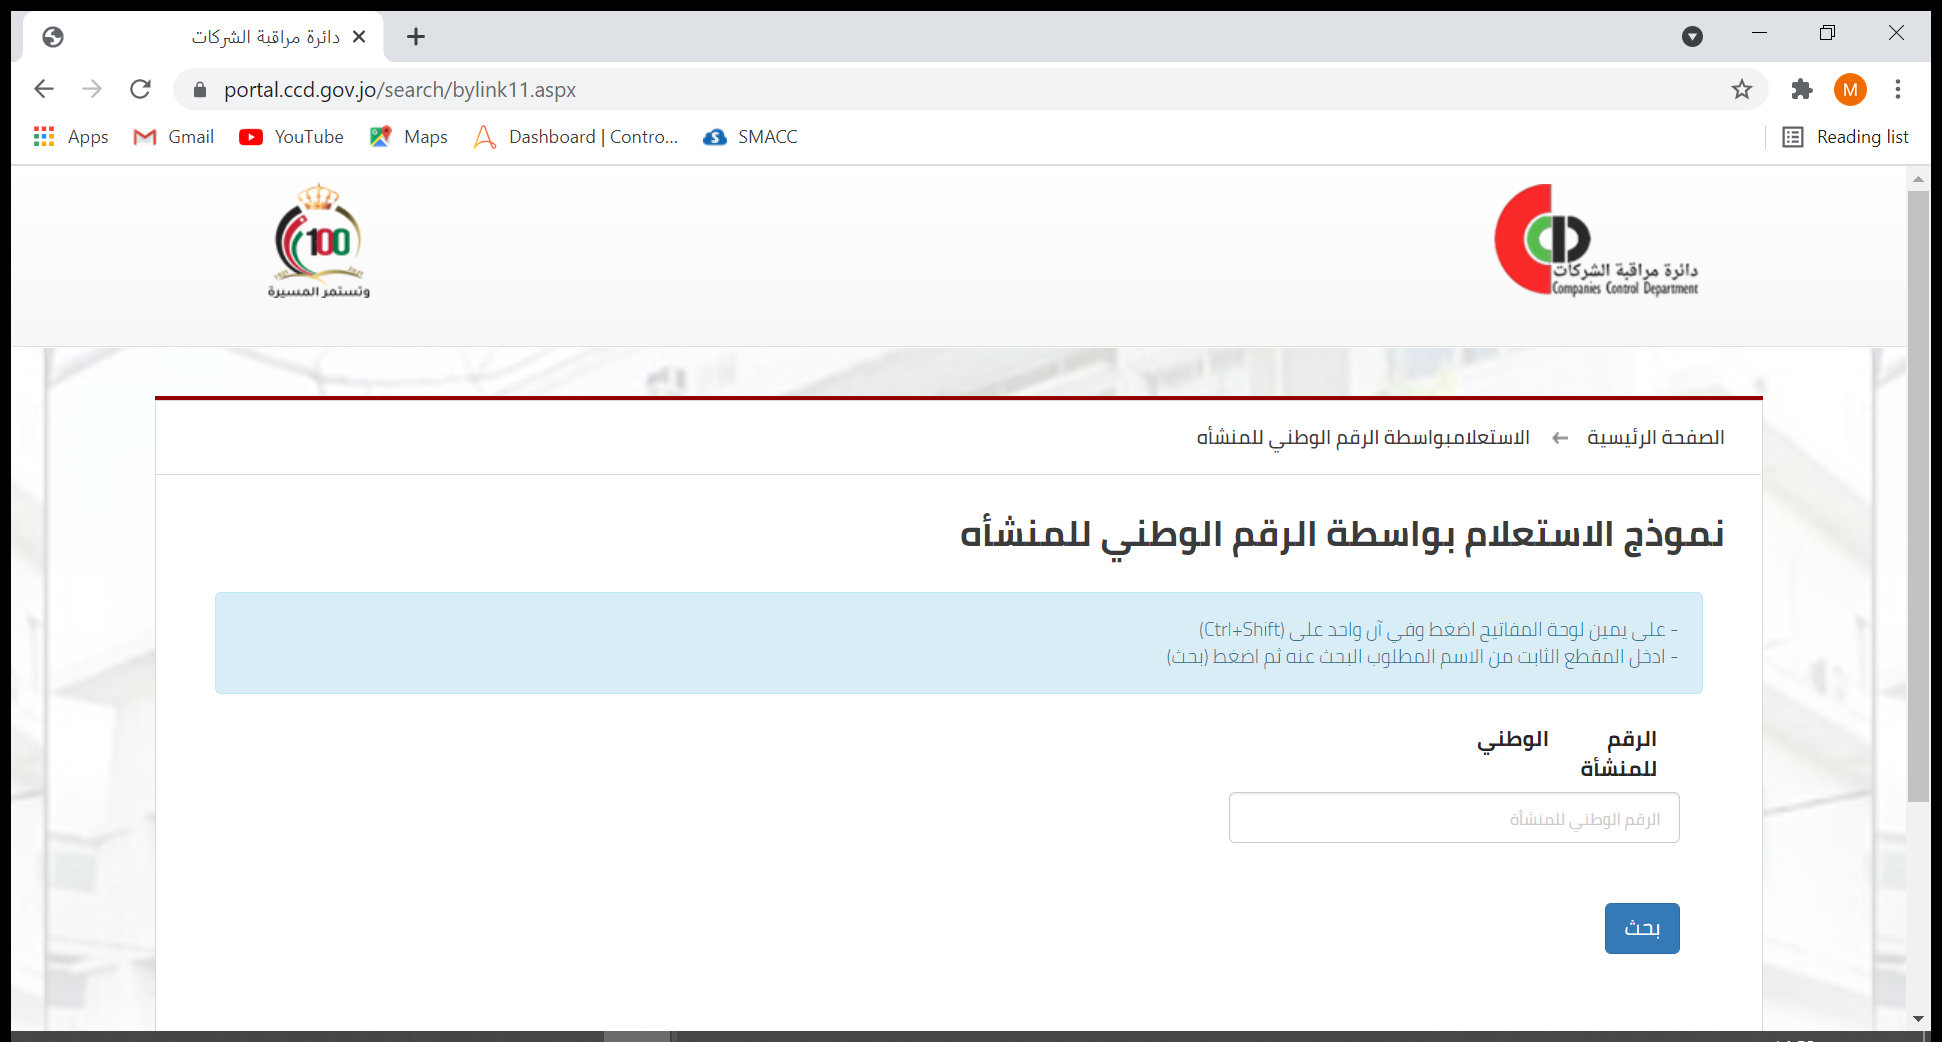 دائرة مراقبة الشركات
portal.ccd.gov.jo/search/bylink11.aspx
M
Apps
Gmail
YouTube
Maps
Dashboard | Contro...
SMACC
Reading list
100
وتستمر المسيرة
دائرة مراقبة الشركات
Companies Control Department
الصفحة الرئيسية ← الاستعلامبواسطة الرقم الوطني للمنشأه
نموذج الاستعلام بواسطة الرقم الوطني للمنشأه
- على يمين لوحة المفاتيح اضغط وفي آن واحد على (Ctrl+Shift)
- ادخل المقطع الثابت من الاسم المطلوب البحث عنه ثم اضغط (بحث)
الرقم الوطني
للمنشأة
الرقم الوطني للمنشأة
بحث